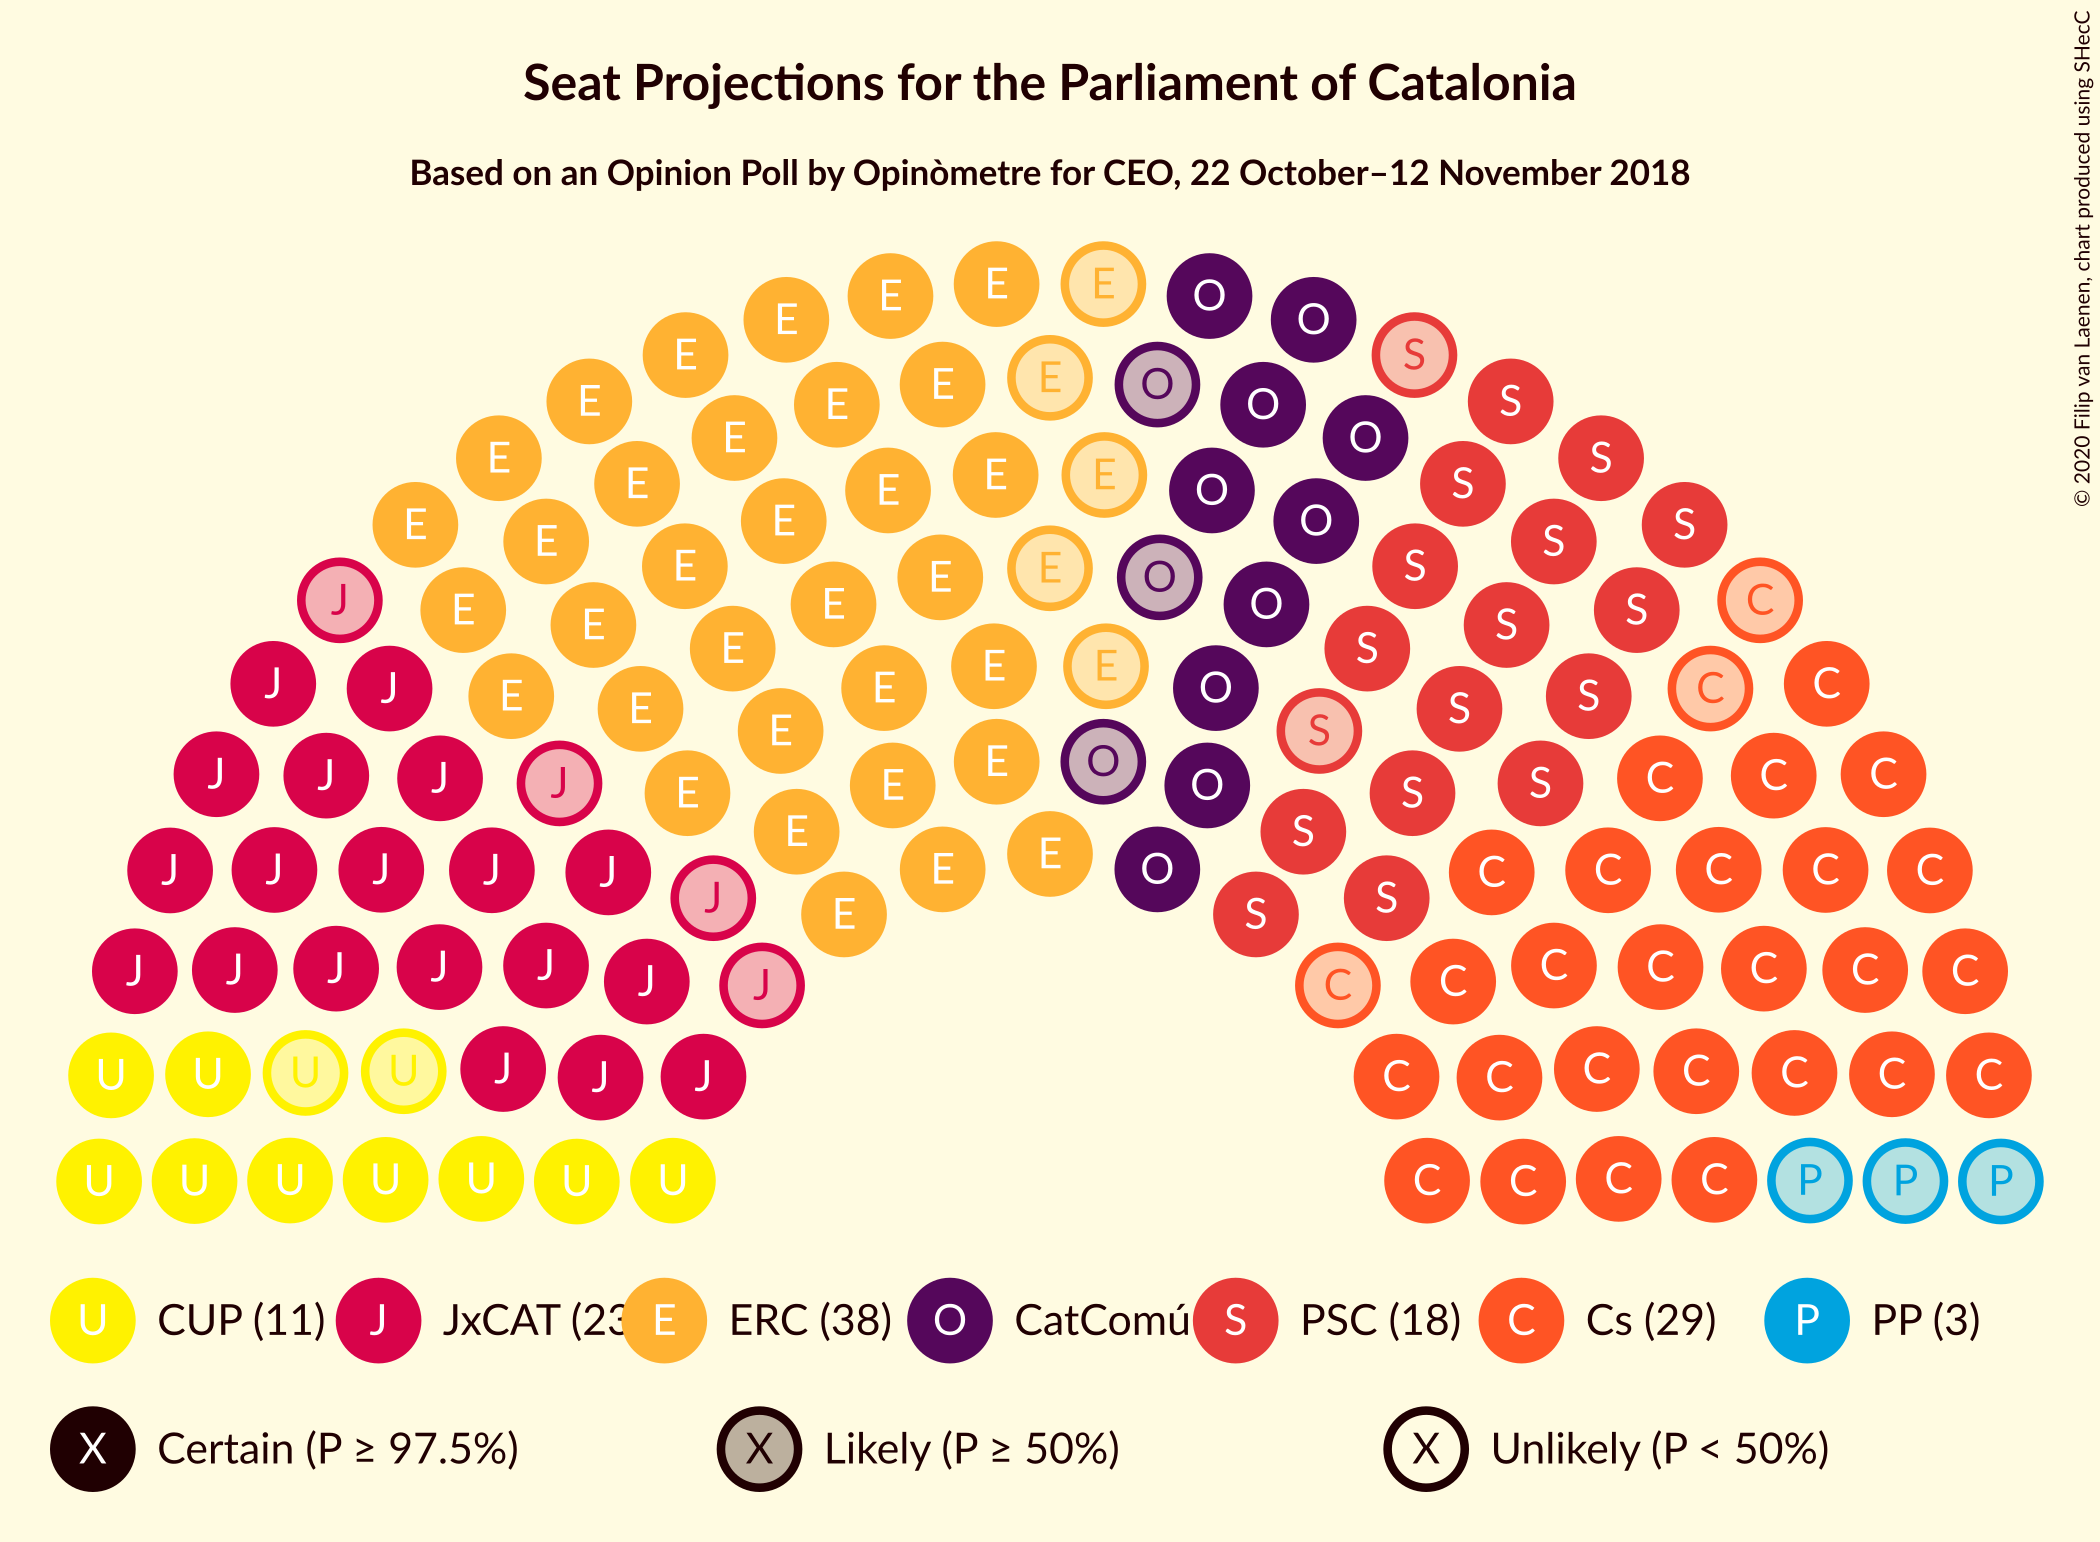 Seat Projections for the Parliament of Catalonia
Based on an Opinion Poll by Opinòmetre for CEO, 22 October–12 November 2018
© 2020 Filip van Laenen, chart produced using SHecC
E E E O
E O
E S
E E E E O O S
E O
E S
E E E E O S
E E O S
E S
E E E O S
J E E O S C
E S
E S
E E
J J E E E O S S C C
E S
J J J J E E E O O S S C C C
E S
J J J J J J E E O S C C C C C
E S
J J J J J J J C C C C C C C
U U U U J J J C C C C C C C
U U U U U U U C C C C P P P
U CUP (11) J JxCAT (23 E ERC (38) O CatComú S PSC (18) C Cs (29) P PP (3)
X Certain (P ≥ 97.5%) X Likely (P ≥ 50%) X Unlikely (P < 50%)